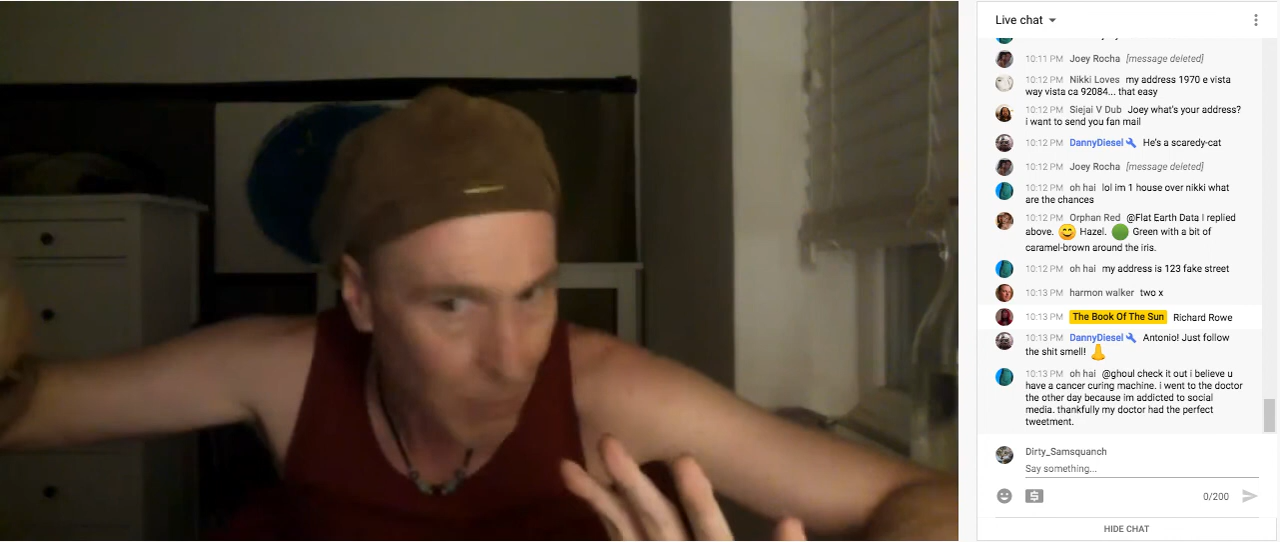 Live chat
10:11 PM Joey Rocha [message deleted]
10:12 PM Nikki Loves my address 1970 e vista
way vista ca 92084... that easy
10:12 PM Siejai V Dub Joey what's your address?
i want to send you fan mail
10:12 PM DannyDiesel He's a scaredy-cat
10:12 PM Joey Rocha [message deleted]
10:12 PM oh hai lol im 1 house over nikki what
are the chances
10:12 PM Orphan Red @Flat Earth Data I replied
above. 😊 Hazel. 🟢 Green with a bit of
caramel-brown around the iris.
10:12 PM oh hai my address is 123 fake street
10:13 PM harmon walker two x
10:13 PM The Book Of The Sun Richard Rowe
10:13 PM DannyDiesel Antonio! Just follow
the shit smell! 👃
10:13 PM oh hai @ghoul check it out i believe u
have a cancer curing machine. i went to the doctor
the other day because im addicted to social
media. thankfully my doctor had the perfect
tweetment.
Dirty_Samsquanch
Say something...
$ 0/200
HIDE CHAT